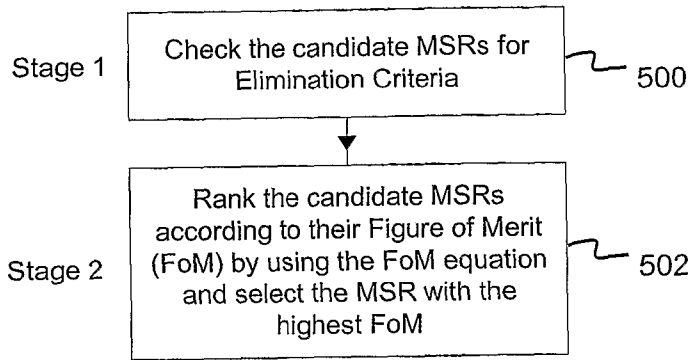 Stage 1
Check the candidate MSRs for
Elimination Criteria
500
Stage 2
Rank the candidate MSRs
according to their Figure of Merit
(FoM) by using the FoM equation
and select the MSR with the
highest FoM
502